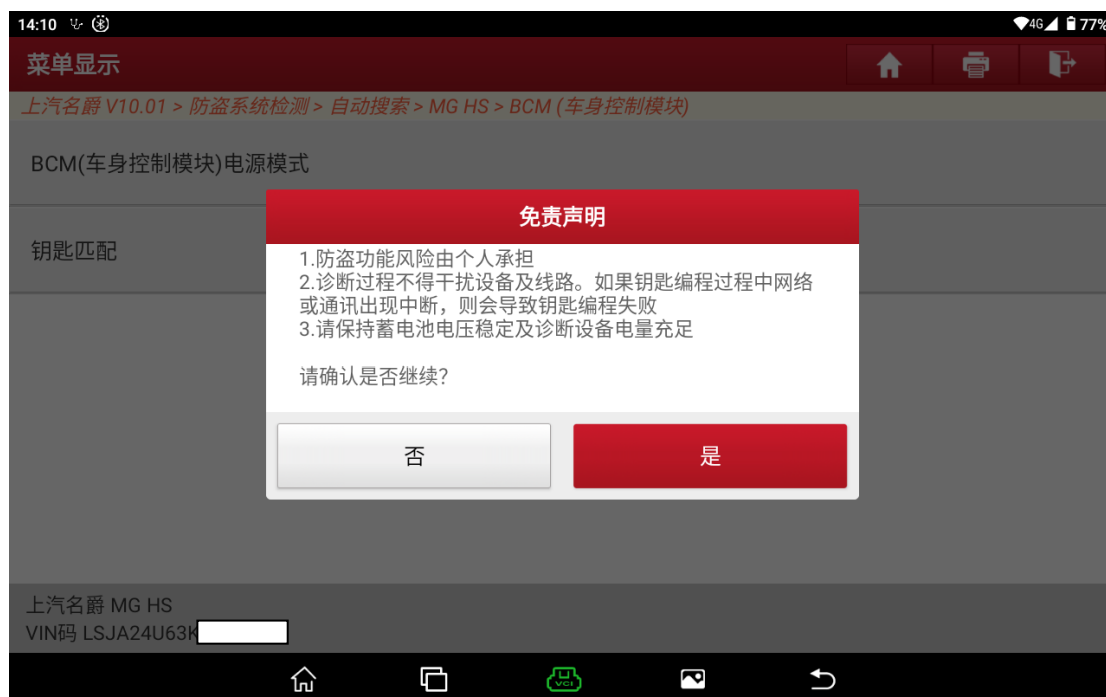 14:10
4G 77%
菜单显示
上汽名爵 V10.01 > 防盗系统检测 > 自动搜索 > MG HS > BCM (车身控制模块)
BCM(车身控制模块)电源模式
钥匙匹配
免责声明
1.防盗功能风险由个人承担
2.诊断过程不得干扰设备及线路。如果钥匙编程过程中网络
或通讯出现中断，则会导致钥匙编程失败
3.请保持蓄电池电压稳定及诊断设备电量充足
请确认是否继续?
否
是
上汽名爵 MG HS
VIN码 LSJA24U63K
VCI